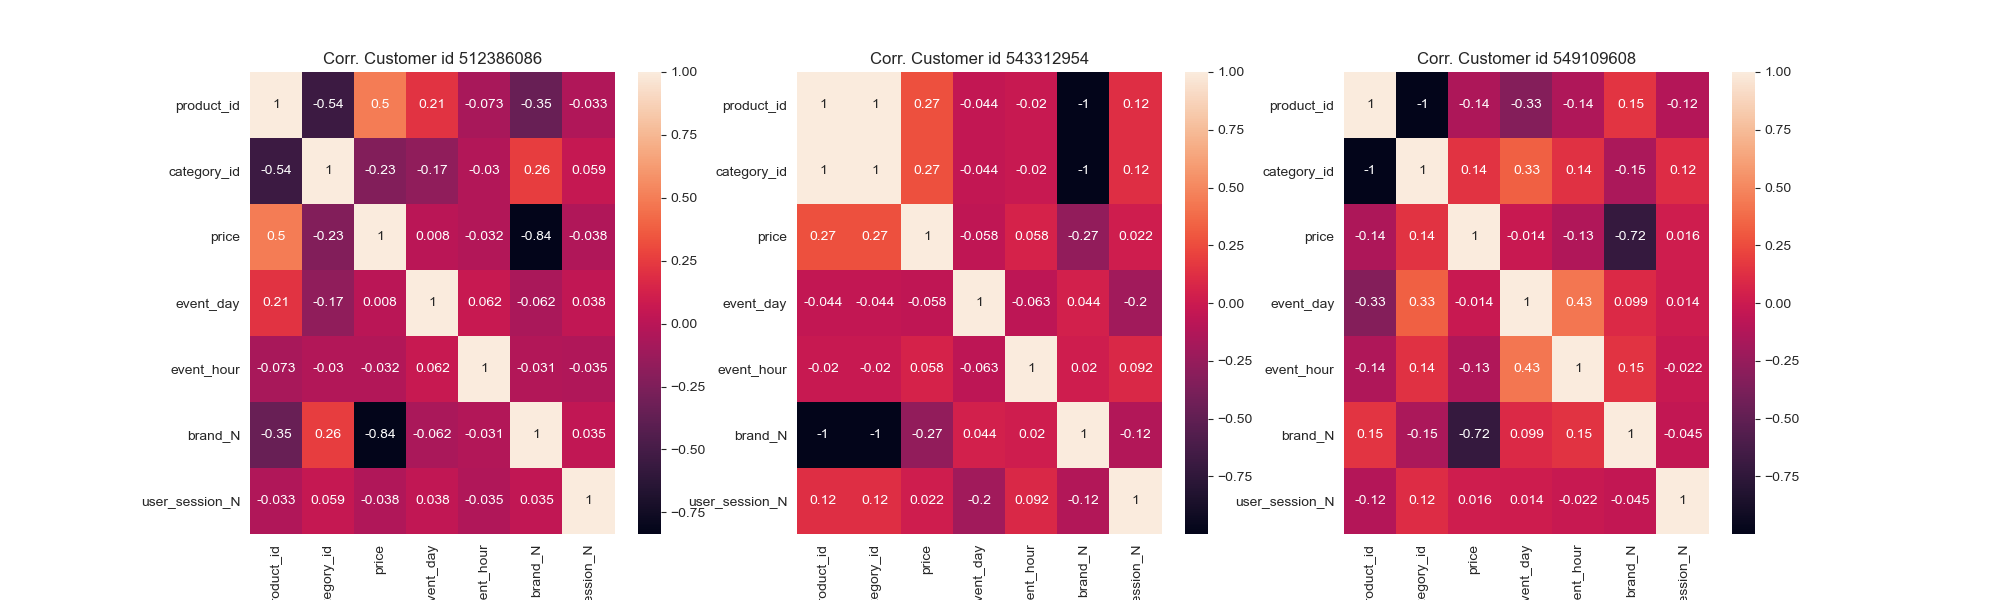 Corr. Customer id 512386086
product_id 1 -0.54 0.5 0.21 -0.073 -0.35 -0.033
category_id -0.54 1 -0.23 -0.17 -0.03 0.26 0.059
price 0.5 -0.23 1 0.008 -0.032 -0.84 -0.038
event_day 0.21 -0.17 0.008 1 0.062 -0.062 0.038
event_hour -0.073 -0.03 -0.032 0.062 1 -0.031 -0.035
brand_N -0.35 0.26 -0.84 -0.062 -0.031 1 0.035
user_session_N -0.033 0.059 -0.038 0.038 -0.035 0.035 1
roduct_id
egory_id
price
vent_day
ent_hour
brand_N
ession_N
1.00
0.75
0.50
0.25
0.00
−0.25
−0.50
−0.75
Corr. Customer id 543312954
product_id 1 1 0.27 -0.044 -0.02 -1 0.12
category_id 1 1 0.27 -0.044 -0.02 -1 0.12
price 0.27 0.27 1 -0.058 0.058 -0.27 0.022
event_day -0.044 -0.044 -0.058 1 -0.063 0.044 -0.2
event_hour -0.02 -0.02 0.058 -0.063 1 0.02 0.092
brand_N -1 -1 -0.27 0.044 0.02 1 -0.12
user_session_N 0.12 0.12 0.022 -0.2 0.092 -0.12 1
roduct_id
egory_id
price
vent_day
ent_hour
brand_N
ession_N
1.00
0.75
0.50
0.25
0.00
−0.25
−0.50
−0.75
Corr. Customer id 549109608
product_id 1 -1 -0.14 -0.33 -0.14 0.15 -0.12
category_id -1 1 0.14 0.33 0.14 -0.15 0.12
price -0.14 0.14 1 -0.014 -0.13 -0.72 0.016
event_day -0.33 0.33 -0.014 1 0.43 0.099 0.014
event_hour -0.14 0.14 -0.13 0.43 1 0.15 -0.022
brand_N 0.15 -0.15 -0.72 0.099 0.15 1 -0.045
user_session_N -0.12 0.12 0.016 0.014 -0.022 -0.045 1
roduct_id
egory_id
price
vent_day
ent_hour
brand_N
ession_N
1.00
0.75
0.50
0.25
0.00
−0.25
−0.50
−0.75